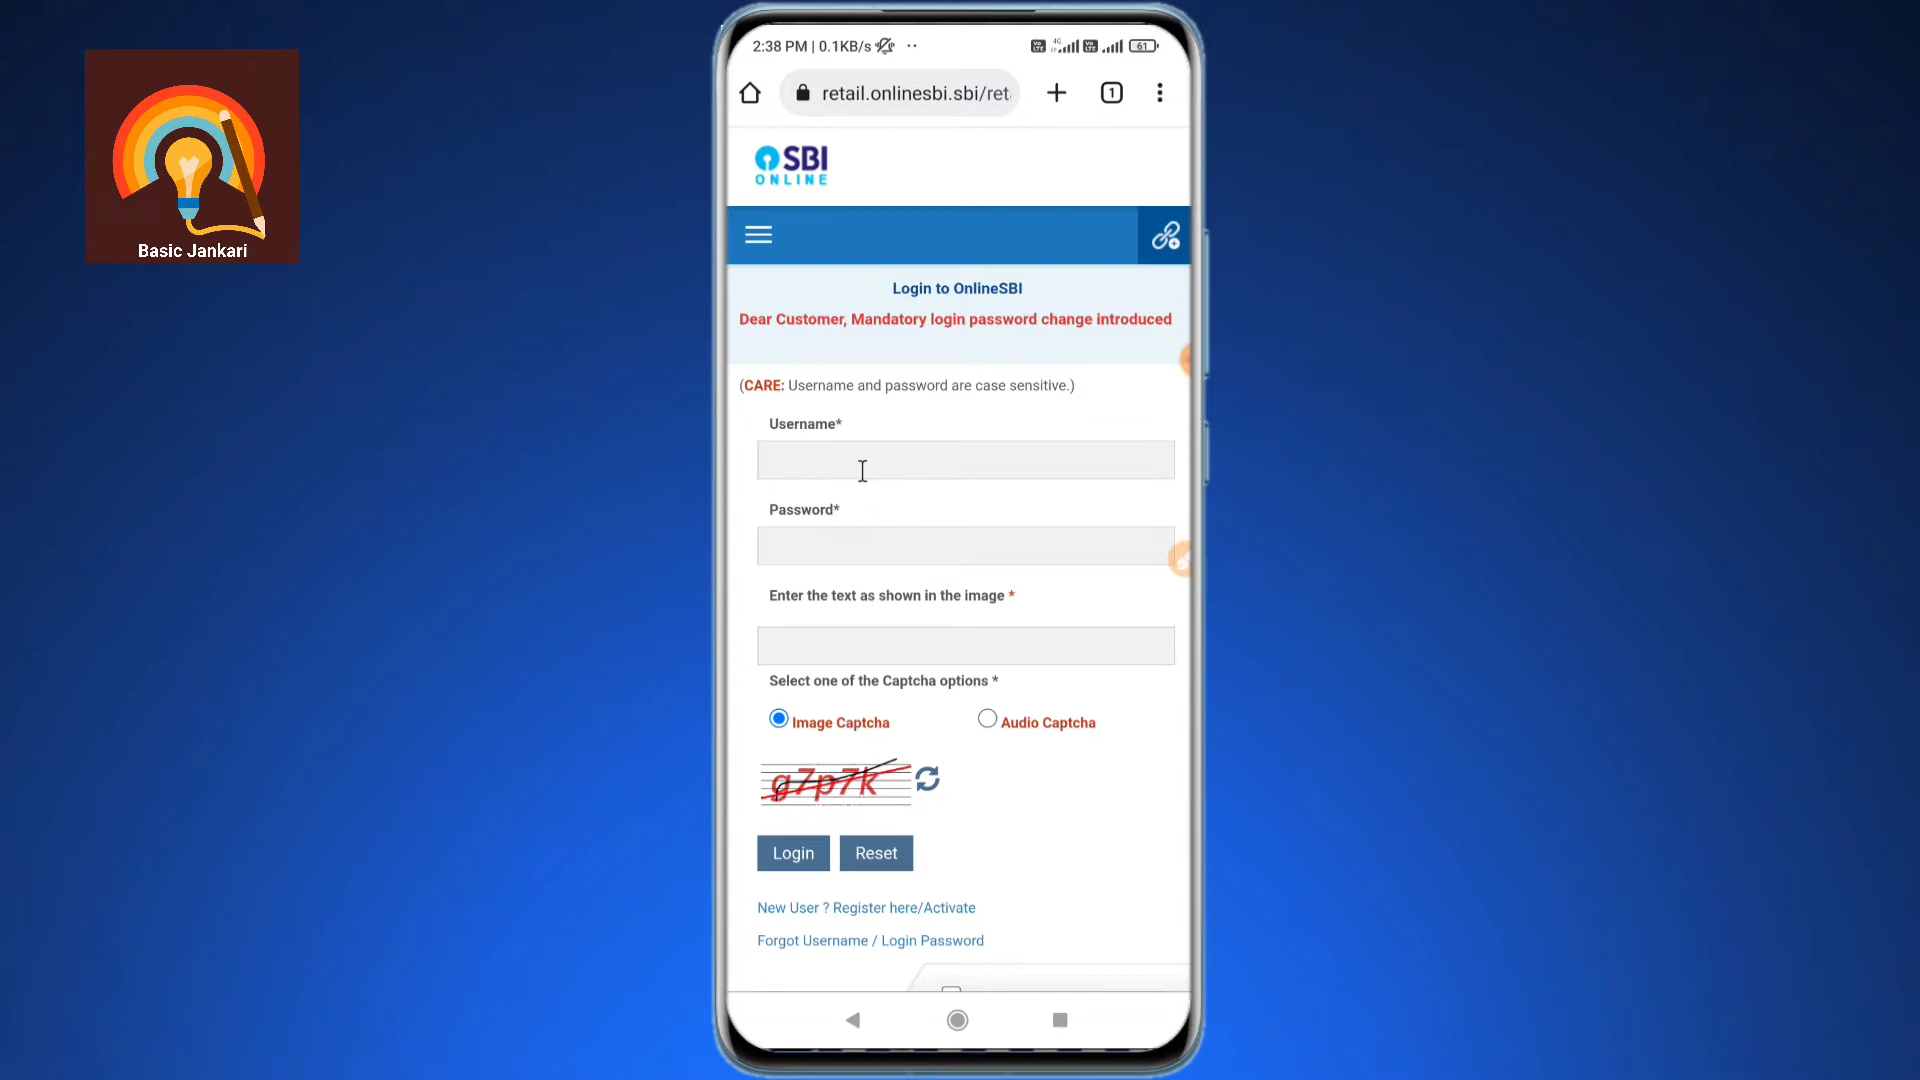 Basic Jankari
2:38 PM | 0.1KB/s
4G
61
retail.onlinesbi.sbi/ret
1
SBI
ONLINE
Login to OnlineSBI
Dear Customer, Mandatory login password change introduced
(CARE: Username and password are case sensitive.)
Username*
Password*
Enter the text as shown in the image *
Select one of the Captcha options *
Image Captcha
Audio Captcha
g7p7k
Login
Reset
New User ? Register here/Activate
Forgot Username / Login Password